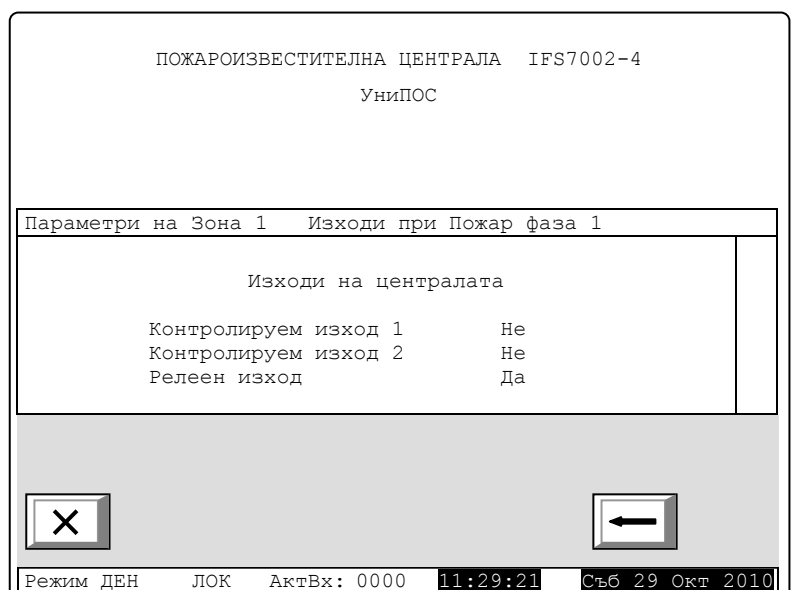 ПОЖАРОИЗВЕСТИТЕЛНА ЦЕНТРАЛА IFS7002-4
УниПОС
Параметри на Зона 1 Изходи при Пожар фаза 1
Изходи на централата
Контролируем изход 1 Не
Контролируем изход 2 Не
Релеен изход Да
Режим ДЕН ЛОК АктВх: 0000 11:29:21 Съб 29 Окт 2010